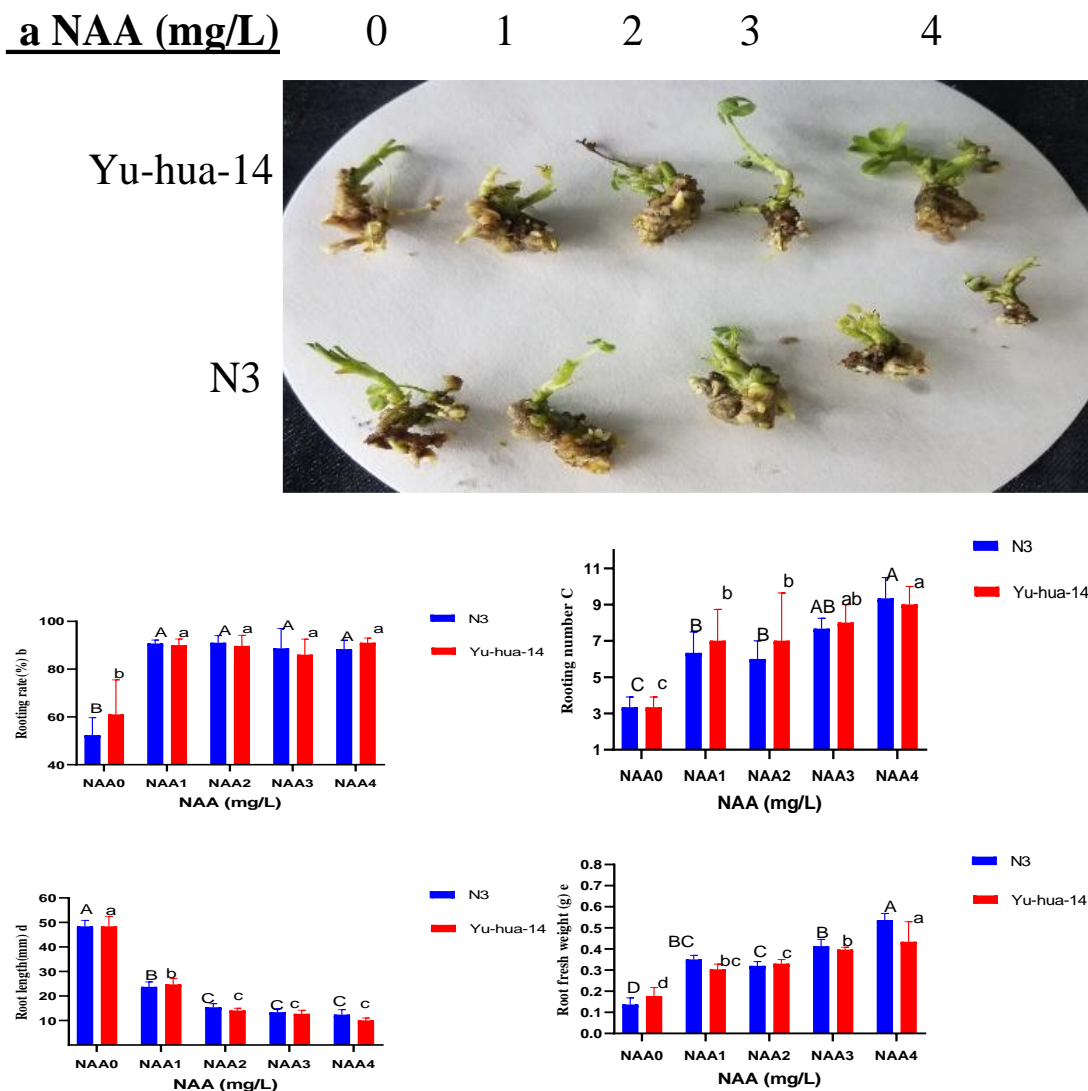 a NAA (mg/L) 0 1 2 3 4
Yu-hua-14
N3
N3
Yu-hua-14
Rooting rate(%) b
100
80
60
40
B b A a A a A a A a
NAA0 NAA1 NAA2 NAA3 NAA4
NAA (mg/L)
N3
Yu-hua-14
Rooting number C
11
9
7
5
3
1
C c B b B b AB ab A a
NAA0 NAA1 NAA2 NAA3 NAA4
NAA (mg/L)
N3
Yu-hua-14
Root length(mm) d
60
50
40
30
20
10
A a B b C c C c C c
NAA0 NAA1 NAA2 NAA3 NAA4
NAA (mg/L)
N3
Yu-hua-14
Root fresh weight (g) e
0.8
0.7
0.6
0.5
0.4
0.3
0.2
0.1
0.0
D d BC bc C c B b A a
NAA0 NAA1 NAA2 NAA3 NAA4
NAA (mg/L)